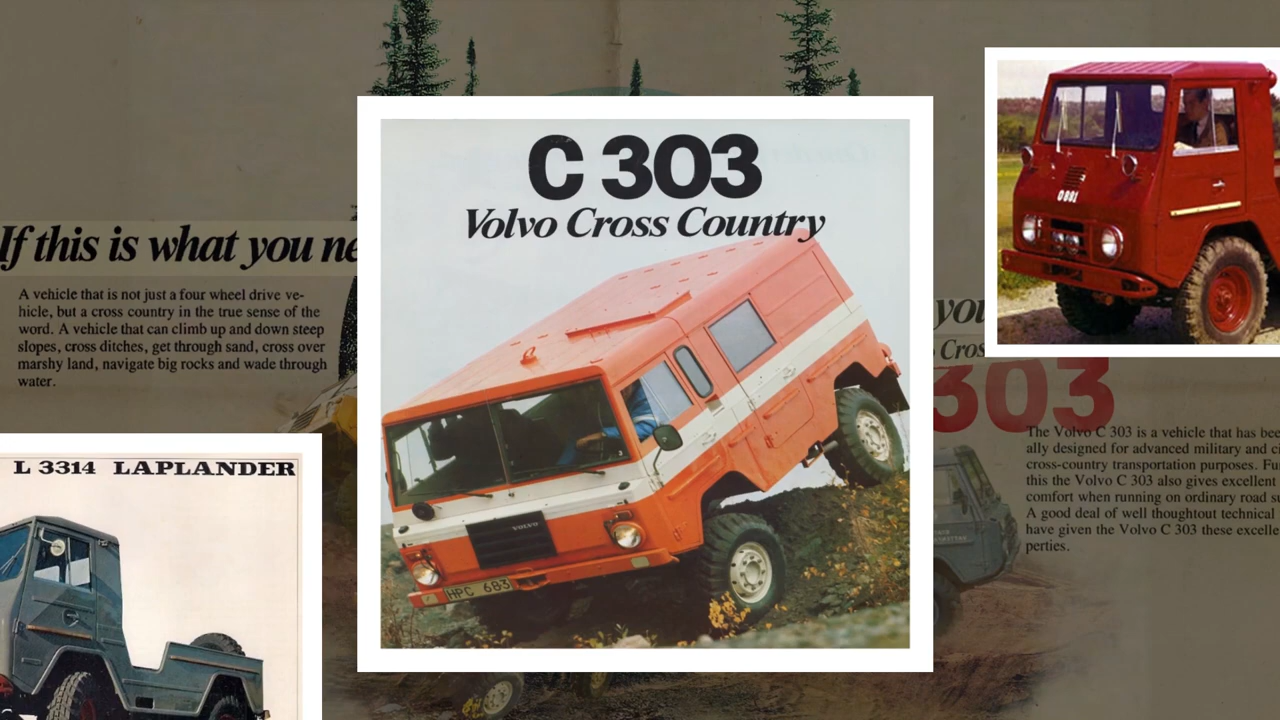 C 303
Volvo Cross Country
VOLVO
HPC 683
If this is what you ne
A vehicle that is not just a four wheel drive ve-
hicle, but a cross country in the true sense of the
word. A vehicle that can climb up and down steep
slopes, cross ditches, get through sand, cross over
marshy land, navigate big rocks and wade through
water.
L 3314 LAPLANDER
you
Cros
303
The Volvo C 303 is a vehicle that has bee
ally designed for advanced military and ci
cross-country transportation purposes. Fu
this the Volvo C 303 also gives excellent
comfort when running on ordinary road su
A good deal of well thoughtout technical
have given the Volvo C 303 these excelle
perties.